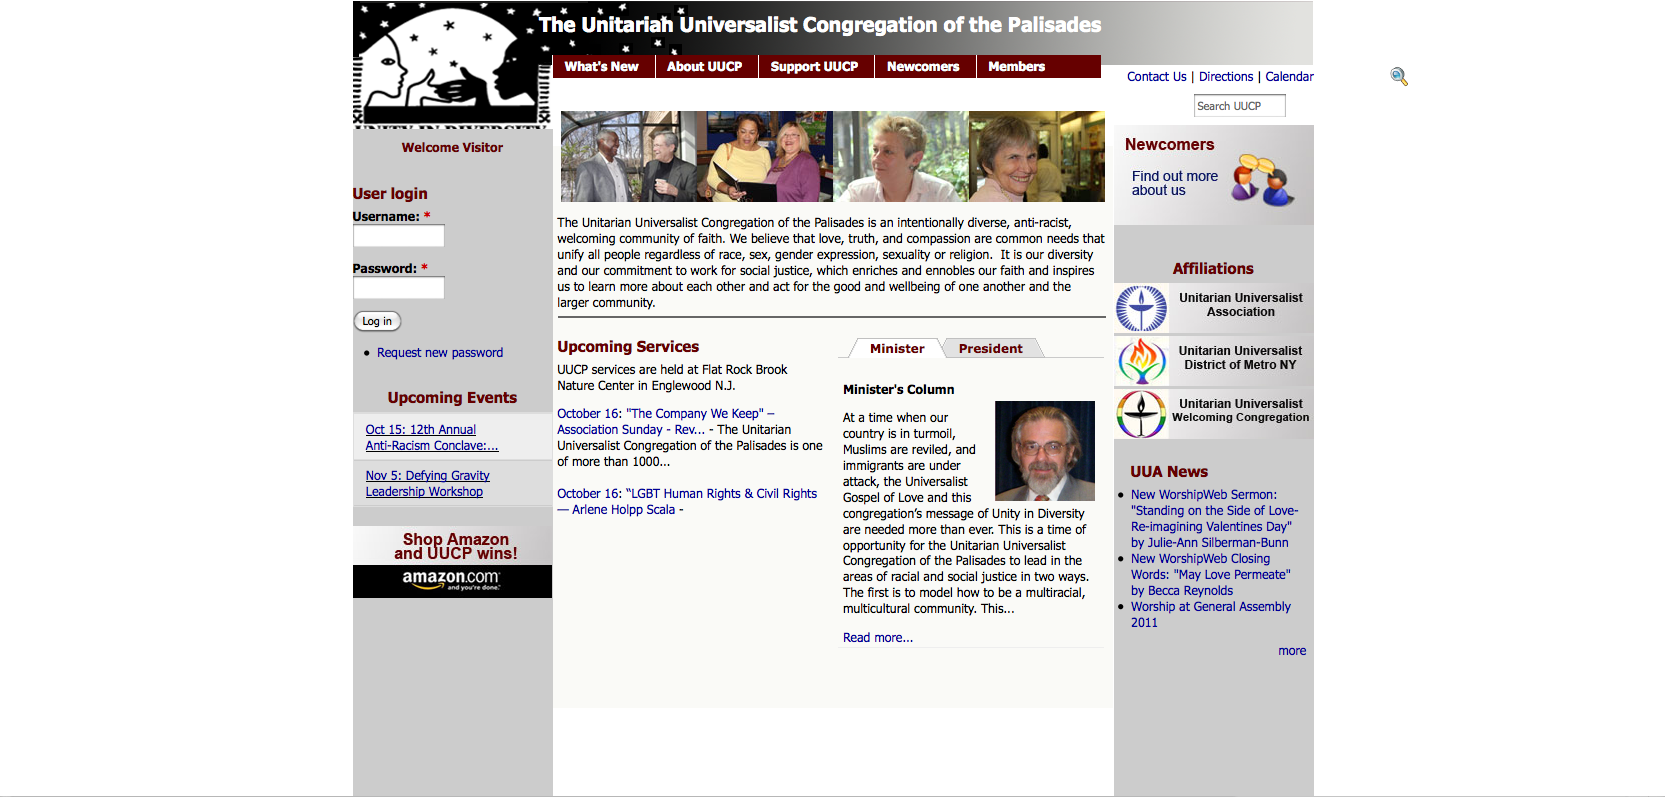 The Unitarian Universalist Congregation of the Palisades
What's New
About UUCP
Support UUCP
Newcomers
Members
Contact Us | Directions | Calendar
Search UUCP
UNITY IN DIVERSITY
Welcome Visitor
User login
Username: *
Password: *
Log in
• Request new password
Upcoming Events
Oct 15: 12th Annual
Anti-Racism Conclave:...
Nov 5: Defying Gravity
Leadership Workshop
Shop Amazon
and UUCP wins!
amazon.com
and you're done.
The Unitarian Universalist Congregation of the Palisades is an intentionally diverse, anti-racist,
welcoming community of faith. We believe that love, truth, and compassion are common needs that
unify all people regardless of race, sex, gender expression, sexuality or religion.  It is our diversity
and our commitment to work for social justice, which enriches and ennobles our faith and inspires
us to learn more about each other and act for the good and wellbeing of one another and the
larger community.
Upcoming Services
UUCP services are held at Flat Rock Brook
Nature Center in Englewood N.J.
October 16: "The Company We Keep" –
Association Sunday - Rev... - The Unitarian
Universalist Congregation of the Palisades is one
of more than 1000...
October 16: “LGBT Human Rights & Civil Rights
— Arlene Holpp Scala -
Minister
President
Minister's Column
At a time when our
country is in turmoil,
Muslims are reviled, and
immigrants are under
attack, the Universalist
Gospel of Love and this
congregation’s message of Unity in Diversity
are needed more than ever. This is a time of
opportunity for the Unitarian Universalist
Congregation of the Palisades to lead in the
areas of racial and social justice in two ways.
The first is to model how to be a multiracial,
multicultural community. This...
Read more...
Newcomers
Find out more
about us
Affiliations
Unitarian Universalist
Association
Unitarian Universalist
District of Metro NY
Unitarian Universalist
Welcoming Congregation
UUA News
• New WorshipWeb Sermon:
"Standing on the Side of Love-
Re-imagining Valentines Day"
by Julie-Ann Silberman-Bunn
• New WorshipWeb Closing
Words: "May Love Permeate"
by Becca Reynolds
• Worship at General Assembly
2011
more